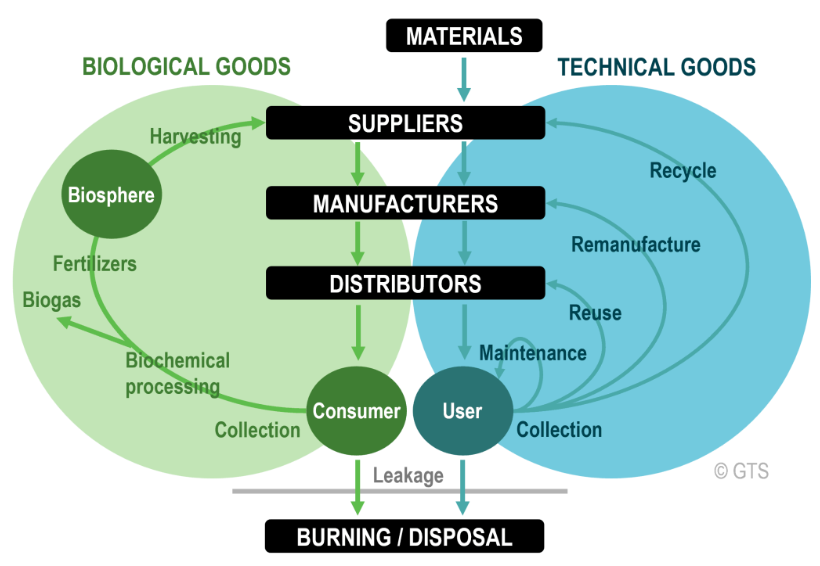 MATERIALS
BIOLOGICAL GOODS
TECHNICAL GOODS
SUPPLIERS
Harvesting
Recycle
Biosphere
MANUFACTURERS
Remanufacture
Fertilizers
DISTRIBUTORS
Biogas
Reuse
Maintenance
Biochemical
processing
Consumer
User
Collection
Collection
Leakage
© GTS
BURNING / DISPOSAL